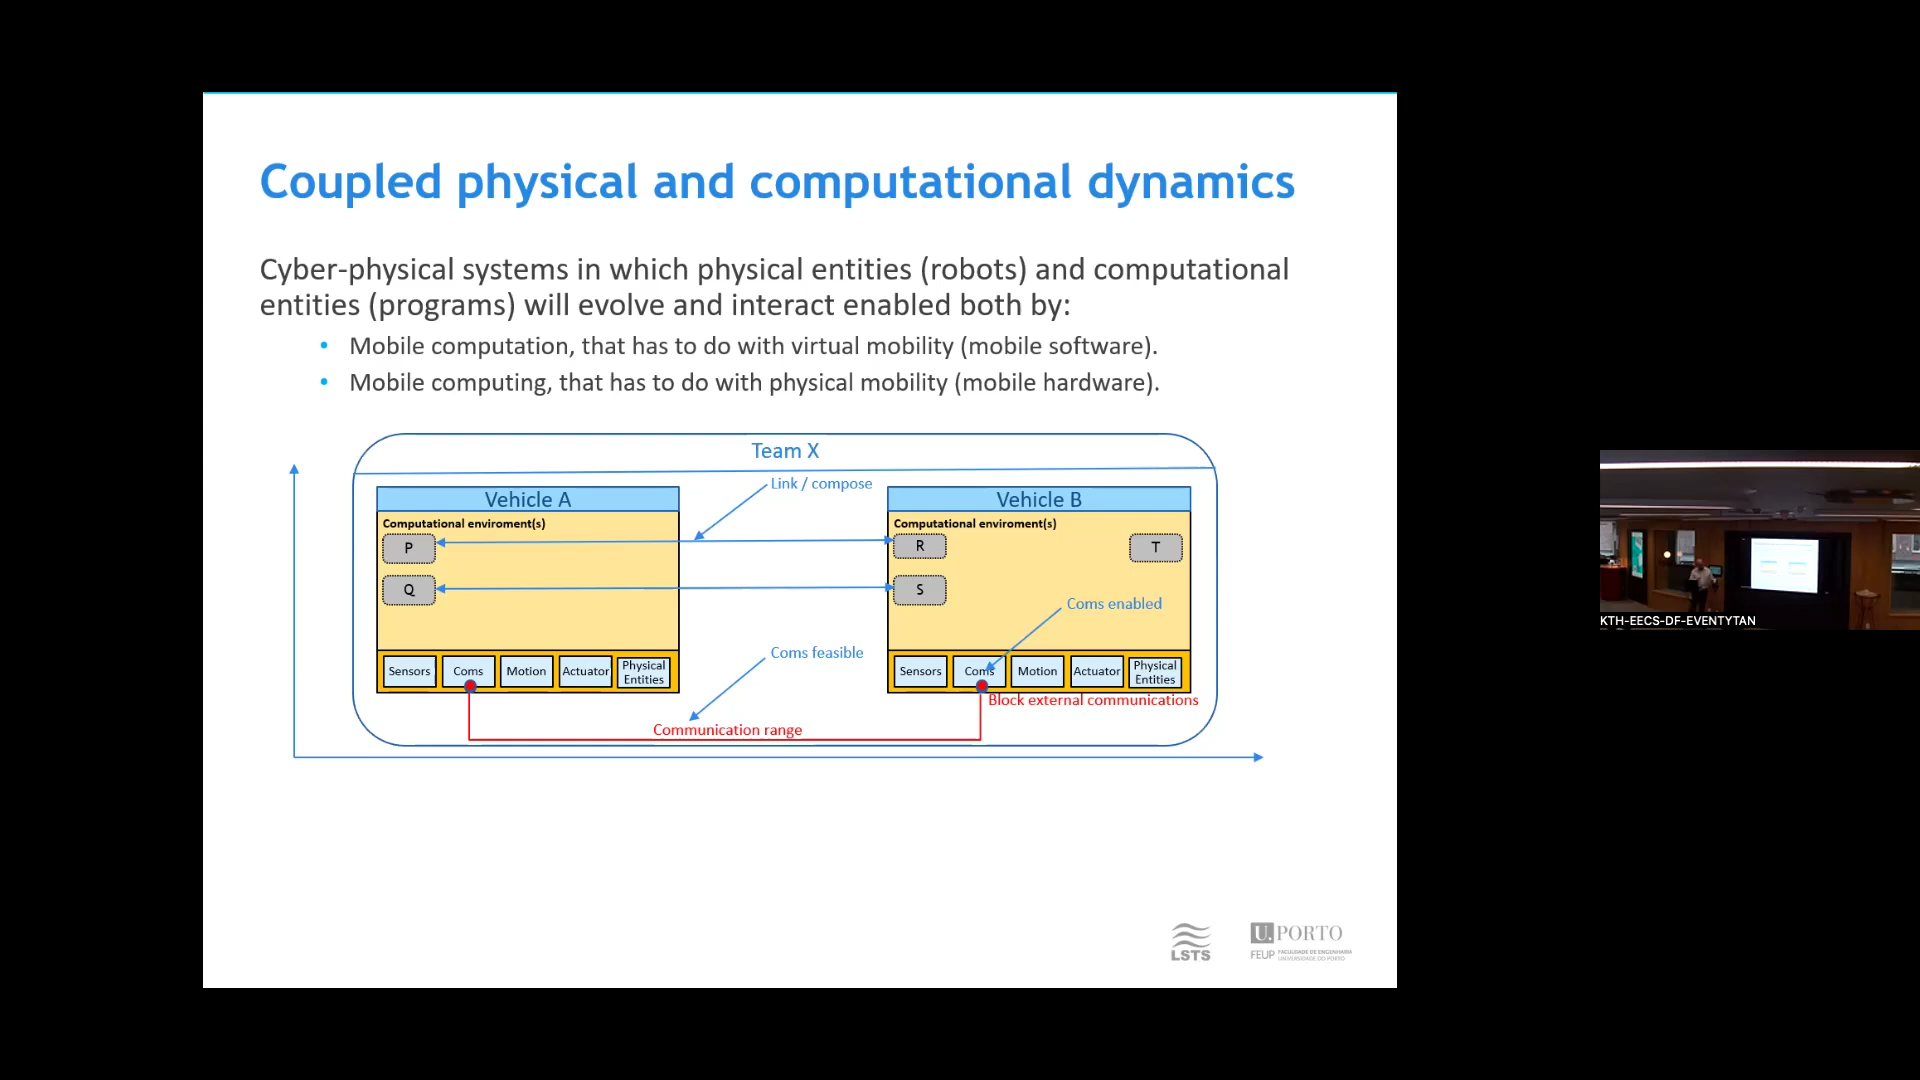 Coupled physical and computational dynamics
Cyber-physical systems in which physical entities (robots) and computational
entities (programs) will evolve and interact enabled both by:
• Mobile computation, that has to do with virtual mobility (mobile software).
• Mobile computing, that has to do with physical mobility (mobile hardware).
Team X
Link / compose
Vehicle A
Computational enviroment(s)
P
Q
Sensors
Coms
Motion
Actuator
Physical
Entities
Vehicle B
Computational enviroment(s)
R
T
S
Coms enabled
Coms feasible
Sensors
Coms
Motion
Actuator
Physical
Entities
Block external communications
Communication range
LSTS
U.PORTO
FEUP FACULDADE DE ENGENHARIA
UNIVERSIDADE DO PORTO
KTH-EECS-DF-EVENTYTAN